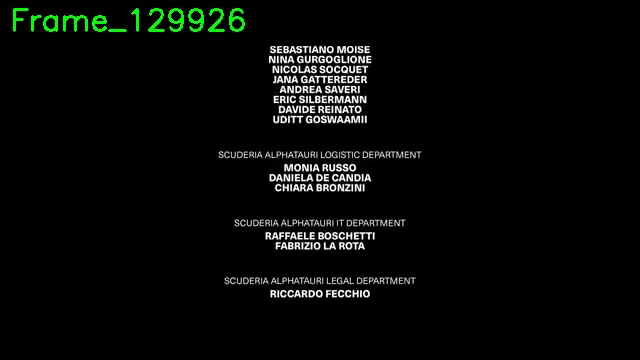 Frame_129926
SEBASTIANO MOISE
NINA GURGOGLIONE
NICOLAS SOCQUET
JANA GATTEREDER
ANDREA SAVERI
ERIC SILBERMANN
DAVIDE REINATO
UDITT GOSWAAMII
SCUDERIA ALPHATAURI LOGISTIC DEPARTMENT
MONIA RUSSO
DANIELA DE CANDIA
CHIARA BRONZINI
SCUDERIA ALPHATAURI IT DEPARTMENT
RAFFAELE BOSCHETTI
FABRIZIO LA ROTA
SCUDERIA ALPHATAURI LEGAL DEPARTMENT
RICCARDO FECCHIO